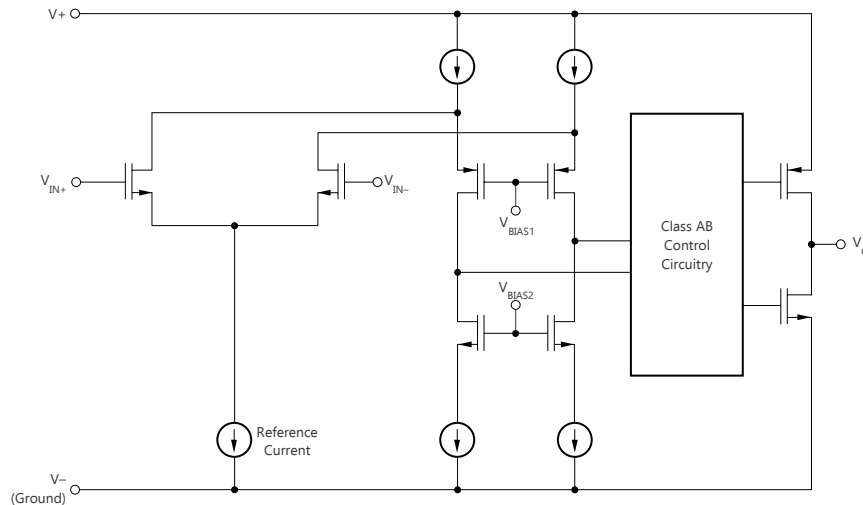 V+
V IN+
V IN–
V BIAS1
Class AB
Control
Circuitry
V BIAS2
Reference
Current
V–
(Ground)